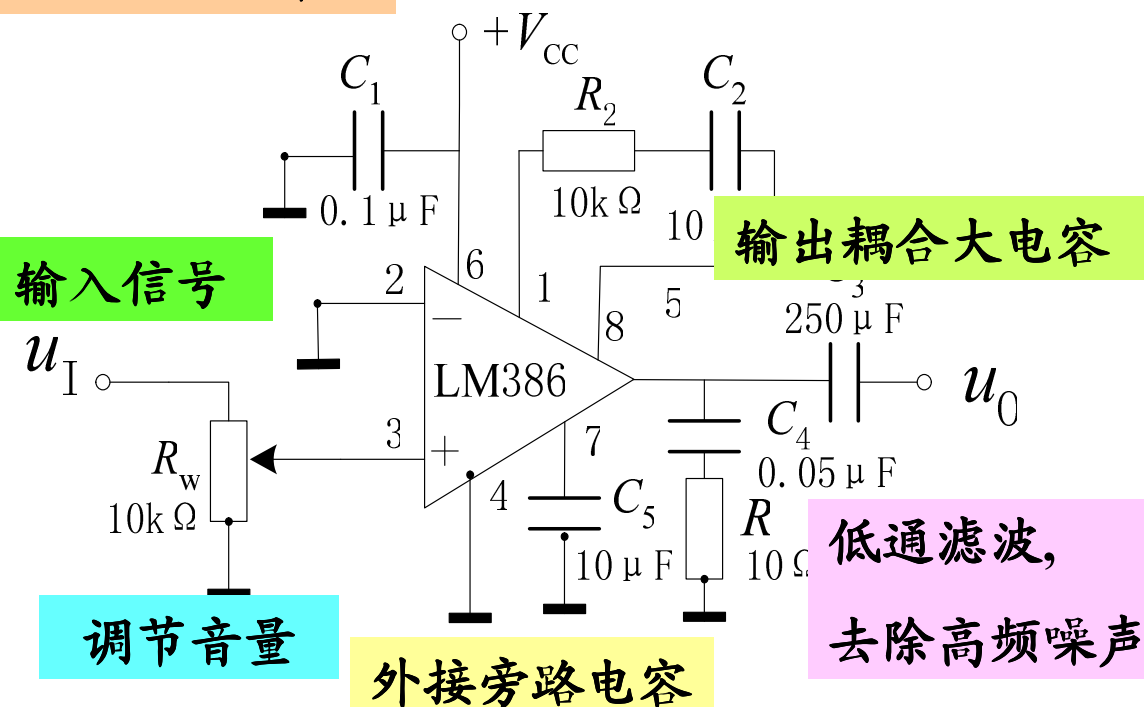 +VCC
C1
R2
C2
0.1μF
10kΩ
10
输出耦合大电容
输入信号
2
6
1
5
3
250μF
8
uI
LM386
uO
3
7
C4
0.05μF
Rw
10kΩ
4
C5
10μF
R
10Ω
低通滤波,
去除高频噪声
调节音量
外接旁路电容